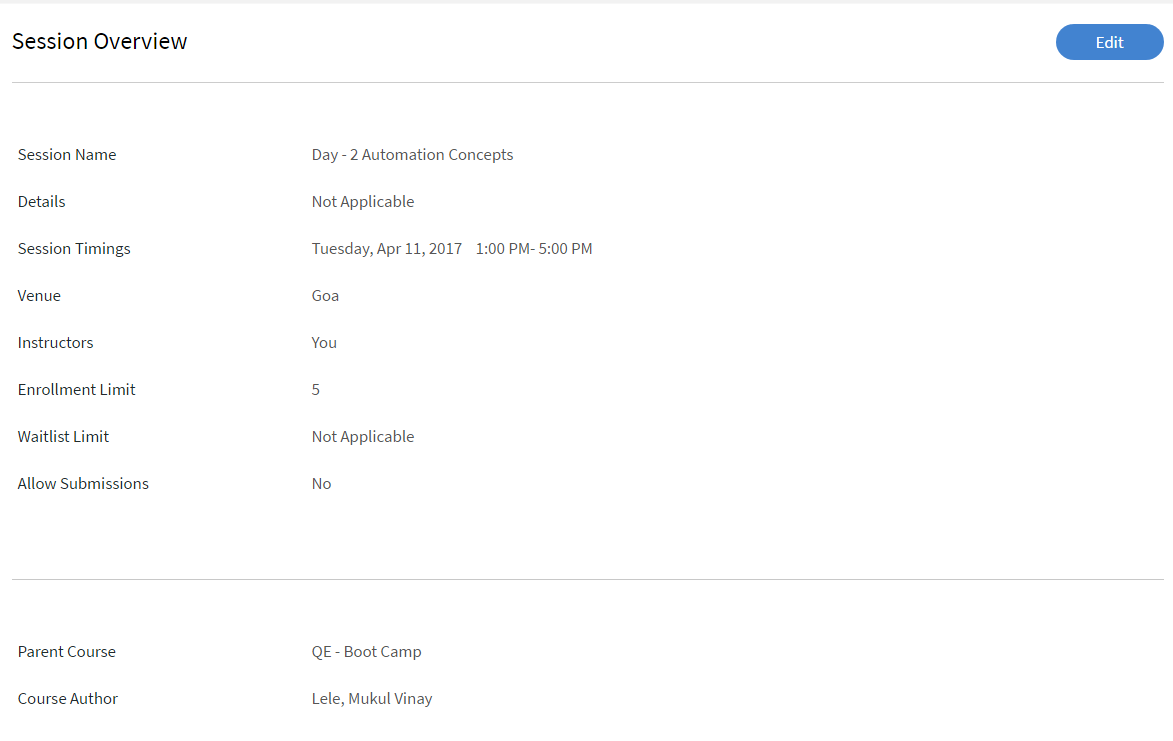 Session Overview
Edit
Session Name Day - 2 Automation Concepts
Details Not Applicable
Session Timings Tuesday, Apr 11, 2017 1:00 PM- 5:00 PM
Venue Goa
Instructors You
Enrollment Limit 5
Waitlist Limit Not Applicable
Allow Submissions No
Parent Course QE - Boot Camp
Course Author Lele, Mukul Vinay